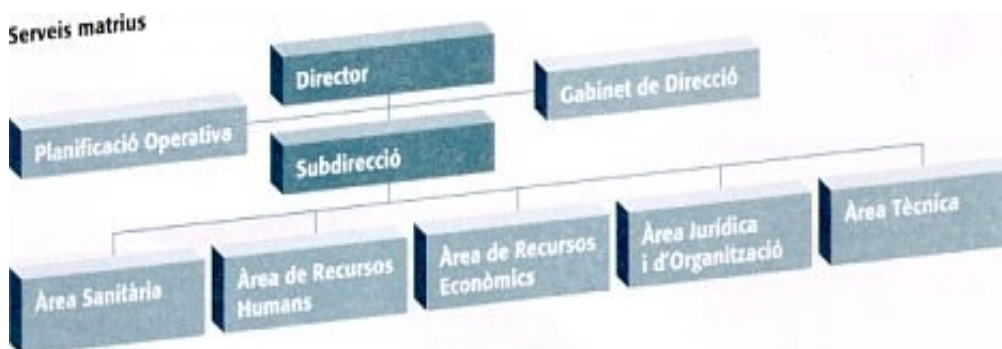 Serveis matrius
Director
Gabinet de Direcció
Planificació Operativa
Subdirecció
Àrea Sanitària
Àrea de Recursos
Humans
Àrea de Recursos
Econòmics
Àrea Jurídica
i d'Organització
Àrea Tècnica